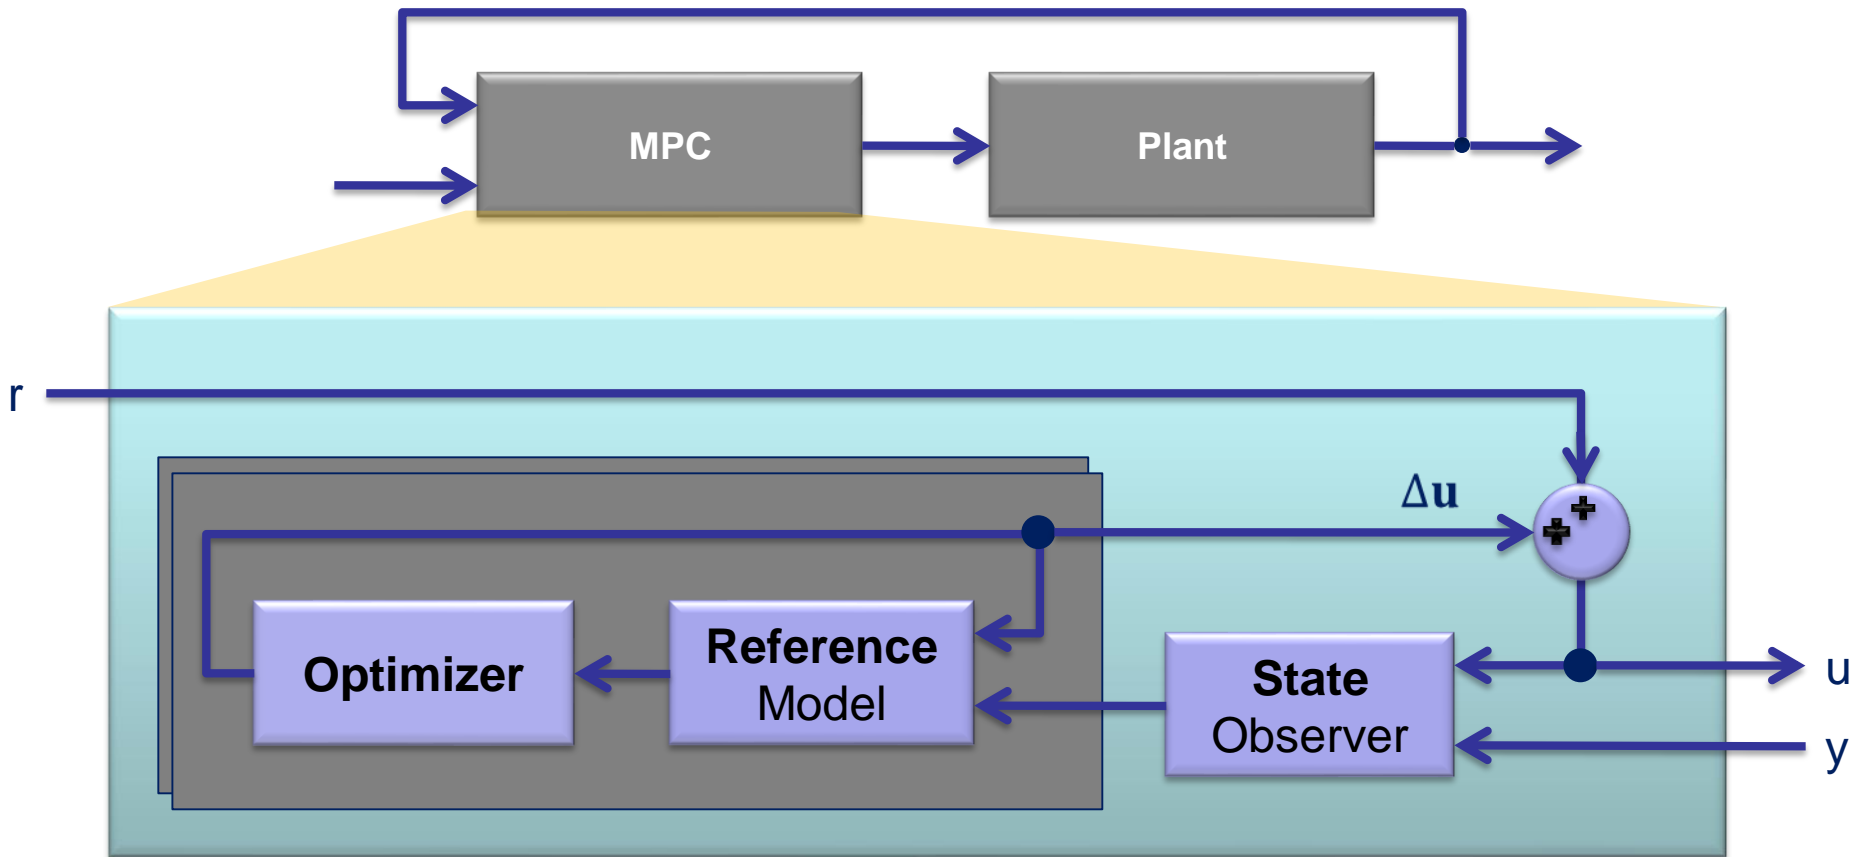 MPC
Plant
r
Δu
Optimizer
Reference
Model
State
Observer
u
y